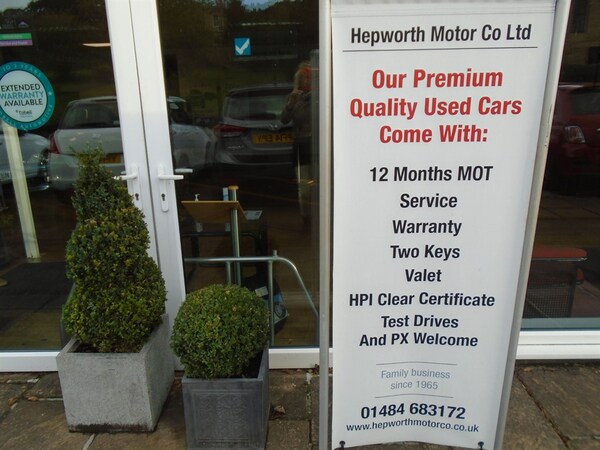 EXTENDED
WARRANTY
AVAILABLE
Hepworth Motor Co Ltd
Our Premium
Quality Used Cars
Come With:
12 Months MOT
Service
Warranty
Two Keys
Valet
HPI Clear Certificate
Test Drives
And PX Welcome
Family business
since 1965
01484 683172
www.hepworthmotorco.co.uk